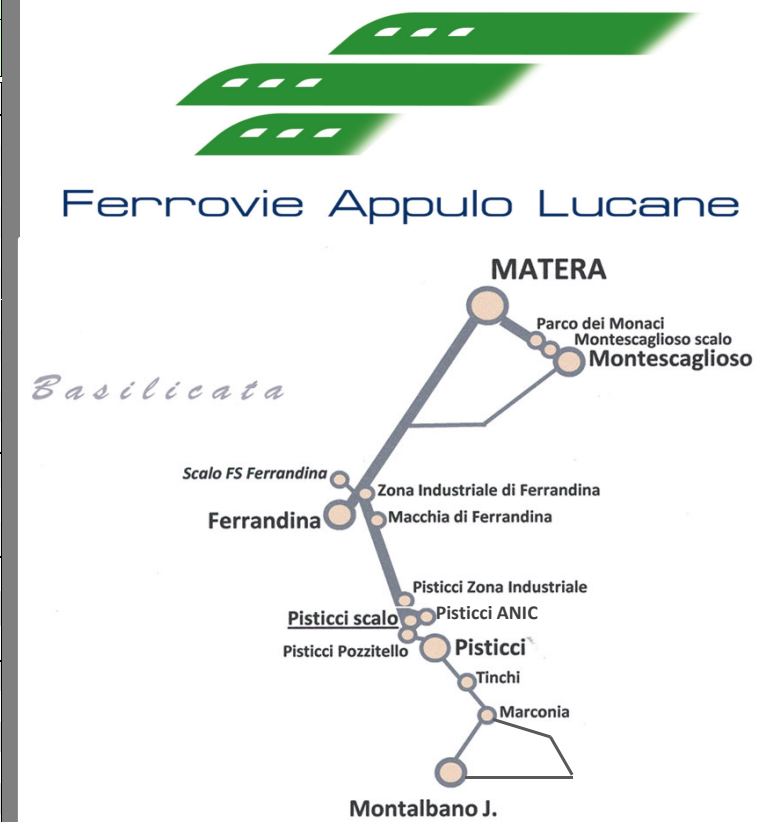 Ferrovie Appulo Lucane
MATERA
Parco dei Monaci
Montescaglioso scalo
Montescaglioso
Basilicata
Scalo FS Ferrandina
Zona Industriale di Ferrandina
Ferrandina
Macchia di Ferrandina
Pisticci Zona Industriale
Pisticci ANIC
Pisticci scalo
Pisticci Pozzitello
Pisticci
Tinchi
Marconia
Montalbano J.